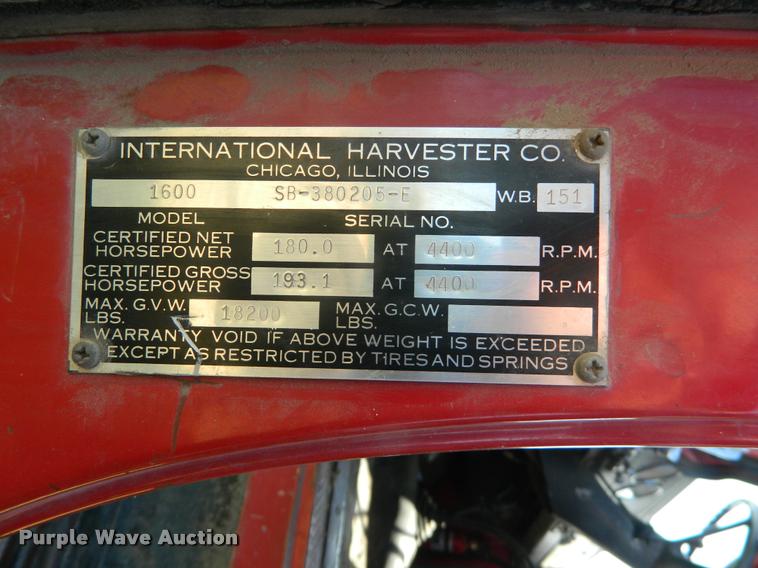 INTERNATIONAL HARVESTER CO.
CHICAGO, ILLINOIS
1600 SB-380205-E W.B. 151
MODEL SERIAL NO.
CERTIFIED NET HORSEPOWER 180.0 AT 4400 R.P.M.
CERTIFIED GROSS HORSEPOWER 193.1 AT 4400 R.P.M.
MAX. G.V.W. LBS. 18200 MAX. G.C.W. LBS.
WARRANTY VOID IF ABOVE WEIGHT IS EXCEEDED
EXCEPT AS RESTRICTED BY TIRES AND SPRINGS
Purple Wave Auction